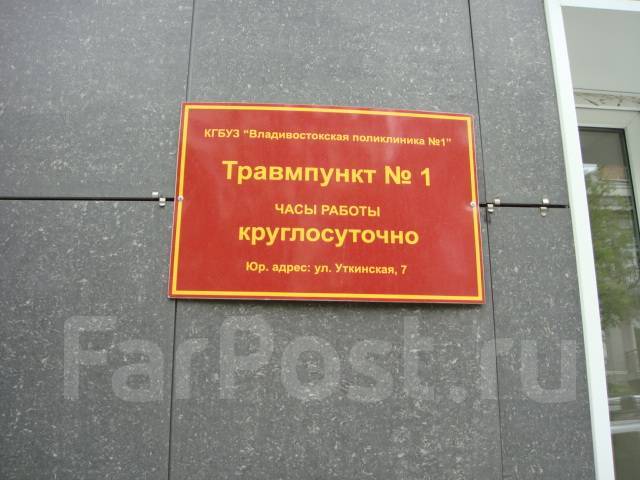 КГБУЗ "Владивостокская поликлиника №1"
Травмпункт № 1
ЧАСЫ РАБОТЫ
круглосуточно
Юр. адрес: ул. Уткинская, 7
FarPost.ru